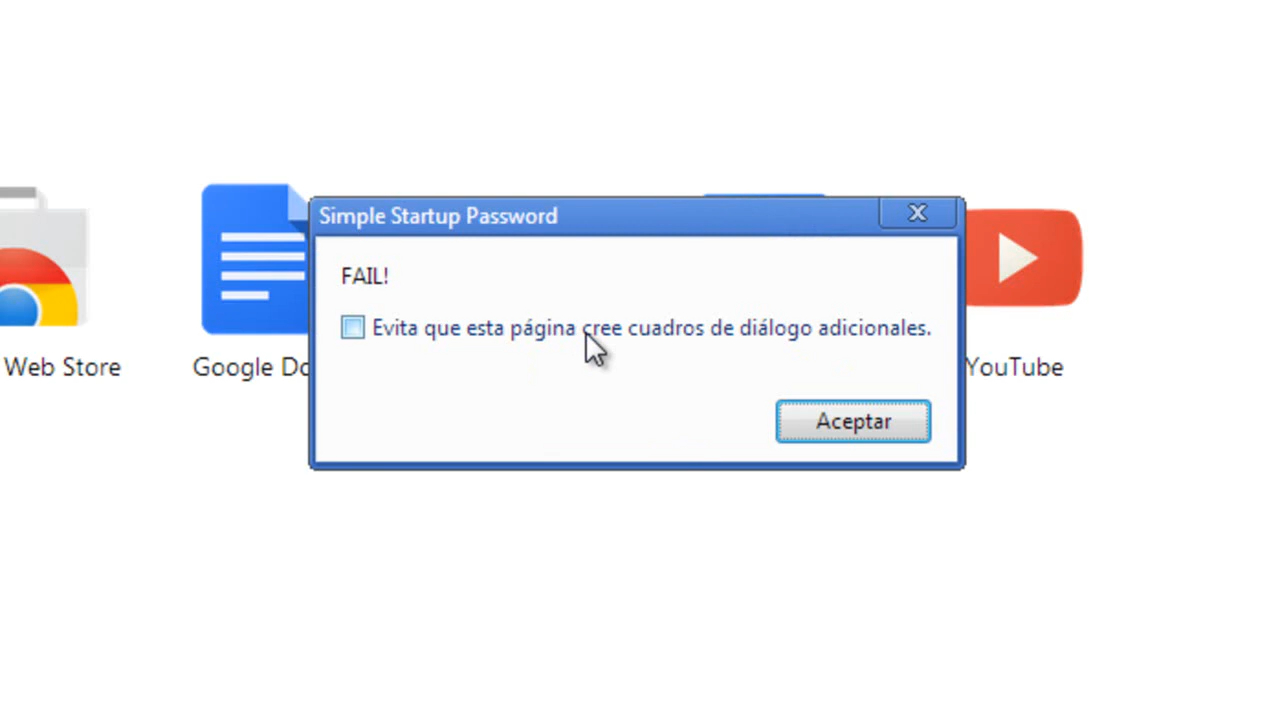 Simple Startup Password
FAIL!
Evita que esta página cree cuadros de diálogo adicionales.
Web Store
Google Do
YouTube
Aceptar